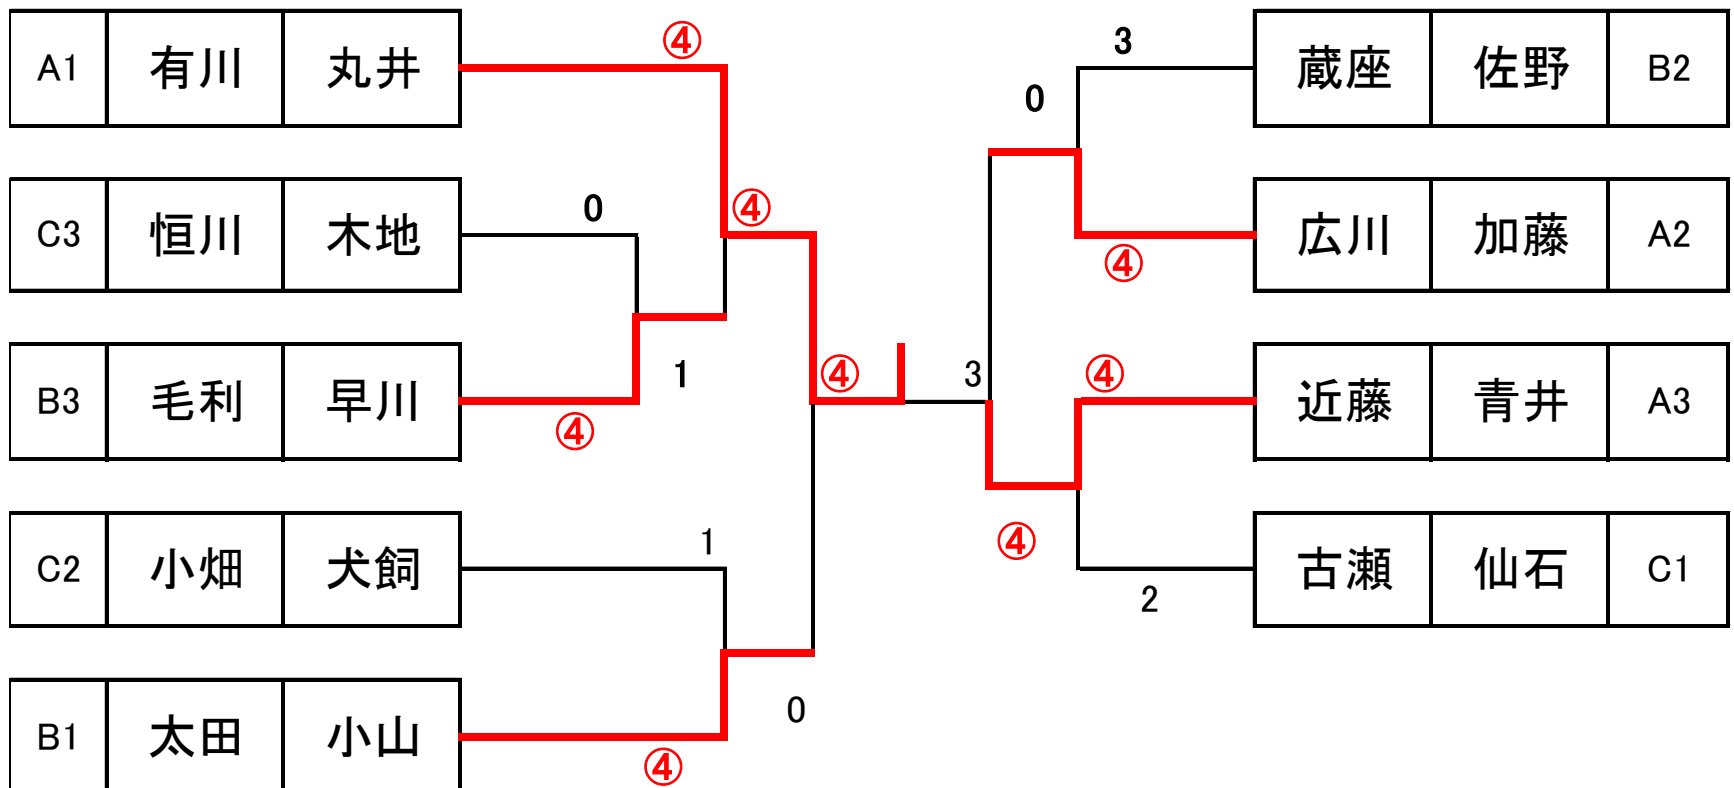 ④
3
A1 有川 丸井
蔵座 佐野 B2
0
④
0
C3 恒川 木地
広川 加藤 A2
④
1
④
3
④
B3 毛利 早川
近藤 青井 A3
④
1
④
C2 小畑 犬飼
古瀬 仙石 C1
2
0
B1 太田 小山
④